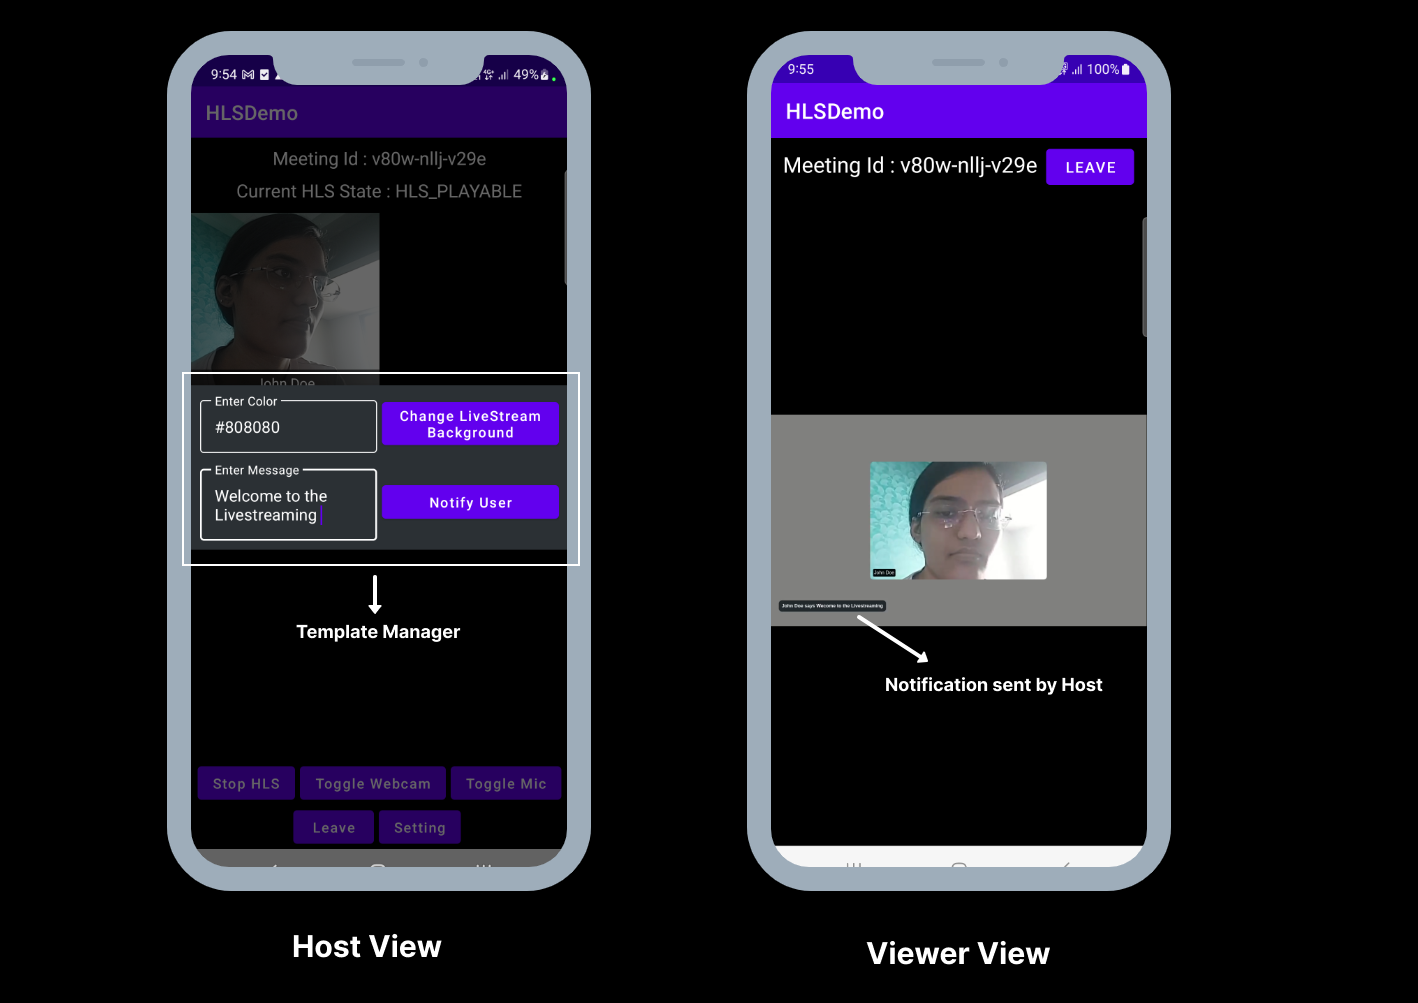 9:54
49%
HLSDemo
Meeting Id : v80w-nllj-v29e
Current HLS State : HLS_PLAYABLE
John Doe
Enter Color
#808080
Change LiveStream
Background
Enter Message
Welcome to the
Livestreaming
Notify User
Template Manager
Stop HLS
Toggle Webcam
Toggle Mic
Leave
Setting
Host View
9:55
100%
HLSDemo
Meeting Id : v80w-nllj-v29e
LEAVE
John Doe
John Doe says Welcome to the Livestreaming
Notification sent by Host
Viewer View